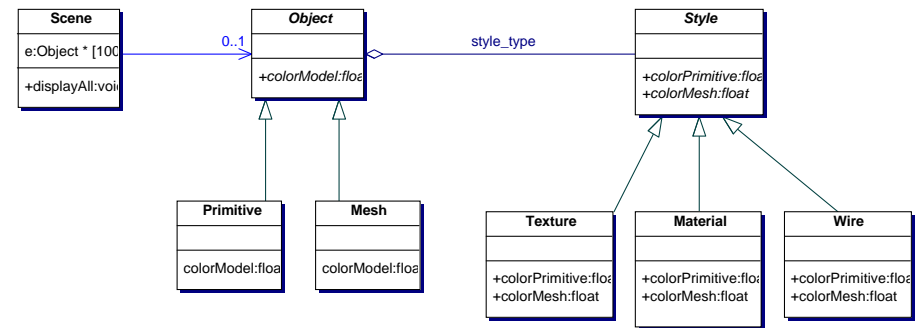 Scene
e:Object * [100
+displayAll:voi
0..1
Object
+colorModel:floa
style_type
Style
+colorPrimitive:floa
+colorMesh:float
Primitive
colorModel:floa
Mesh
colorModel:floa
Texture
+colorPrimitive:floa
+colorMesh:float
Material
+colorPrimitive:floa
+colorMesh:float
Wire
+colorPrimitive:floa
+colorMesh:float